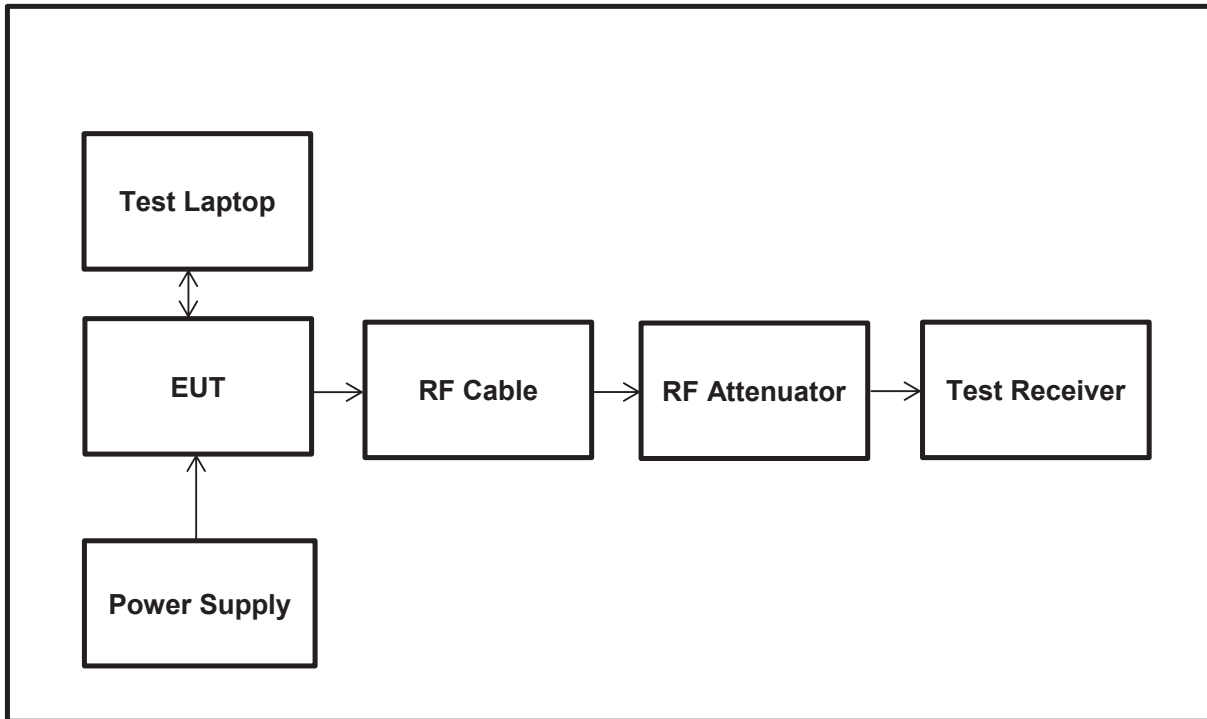 Test Laptop
EUT
RF Cable
RF Attenuator
Test Receiver
Power Supply